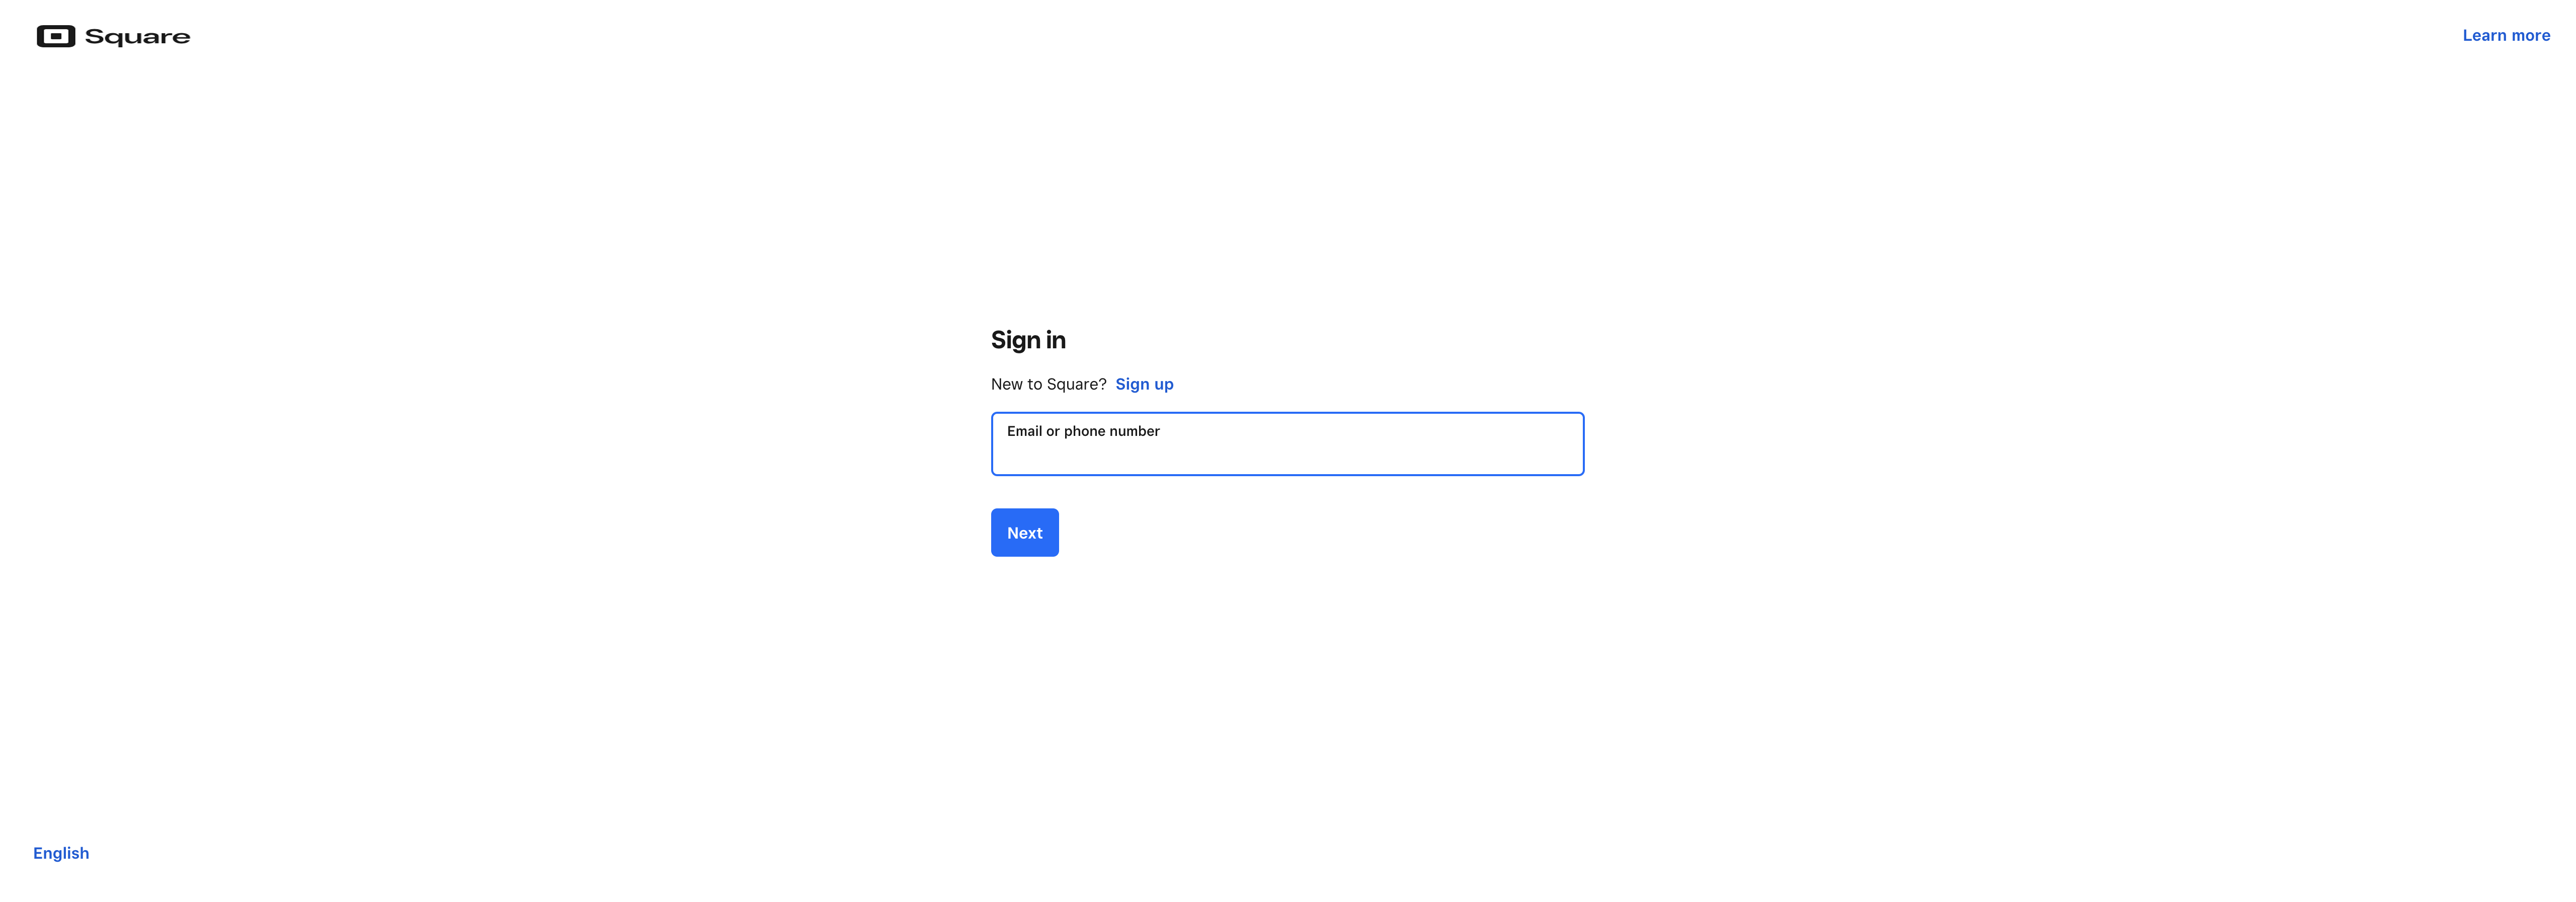 Square
Learn more
Sign in
New to Square? Sign up
Email or phone number
Next
English